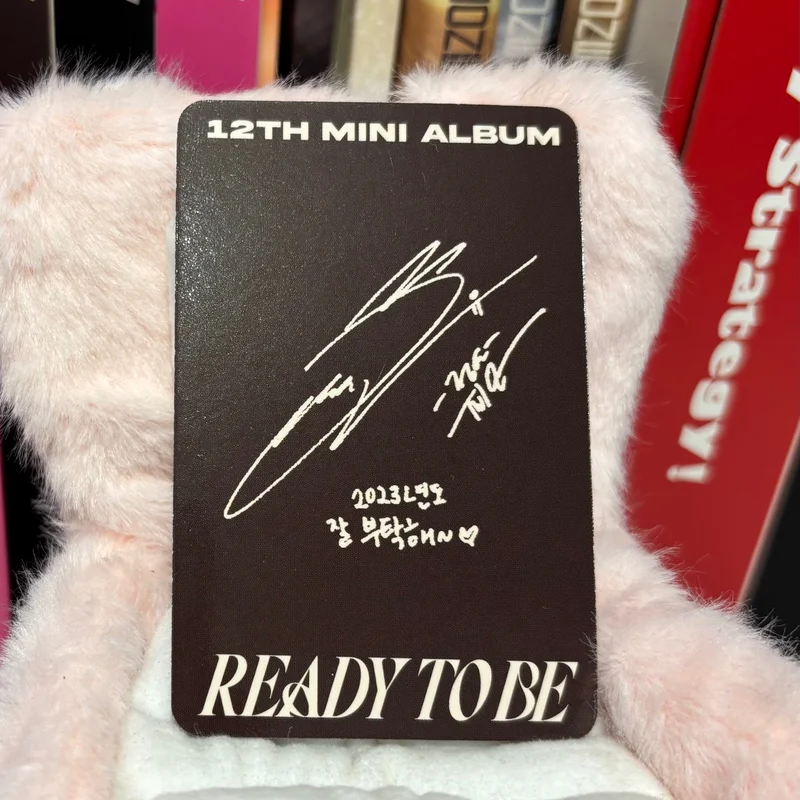 12TH MINI ALBUM
2023년도
잘 부탁해~♡
READY TO BE
Strategy!